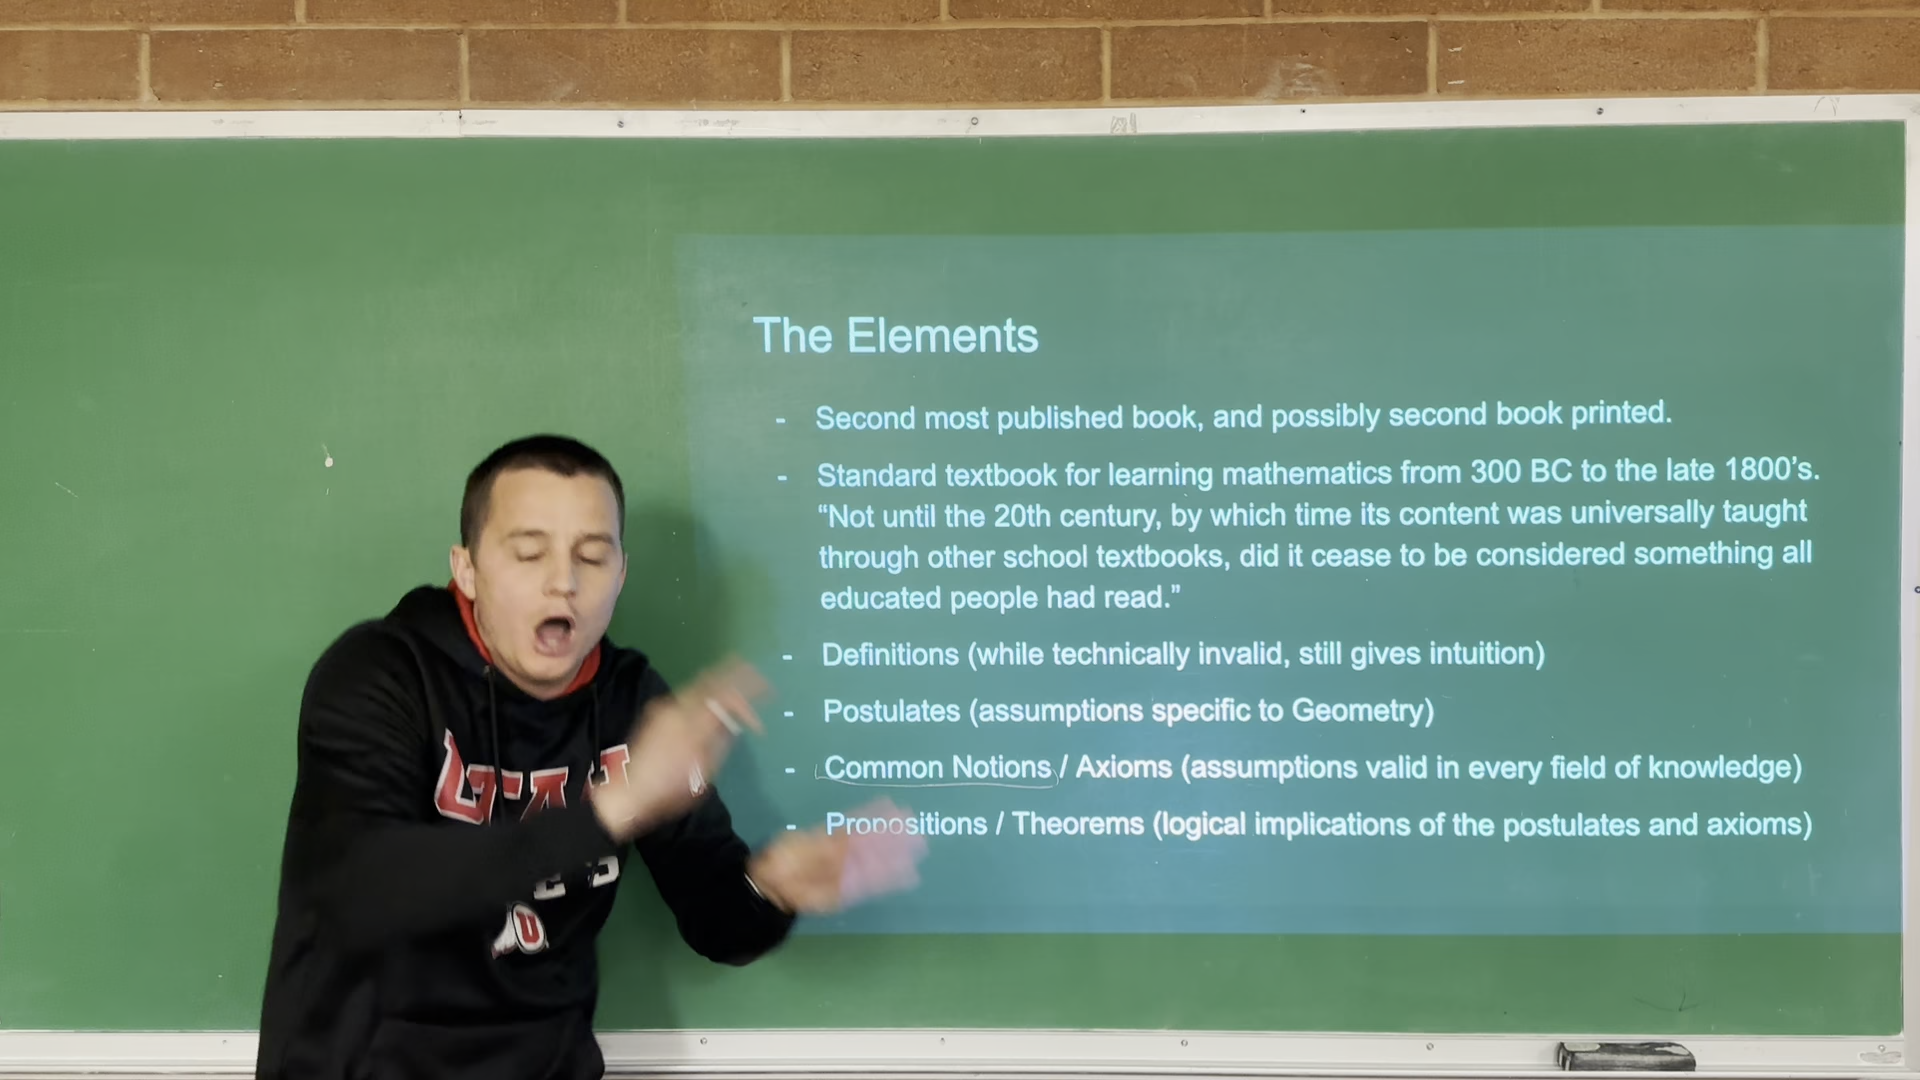 The Elements
- Second most published book, and possibly second book printed.
- Standard textbook for learning mathematics from 300 BC to the late 1800's.
“Not until the 20th century, by which time its content was universally taught
through other school textbooks, did it cease to be considered something all
educated people had read.”
- Definitions (while technically invalid, still gives intuition)
- Postulates (assumptions specific to Geometry)
- Common Notions / Axioms (assumptions valid in every field of knowledge)
- Propositions / Theorems (logical implications of the postulates and axioms)
UTAH
U